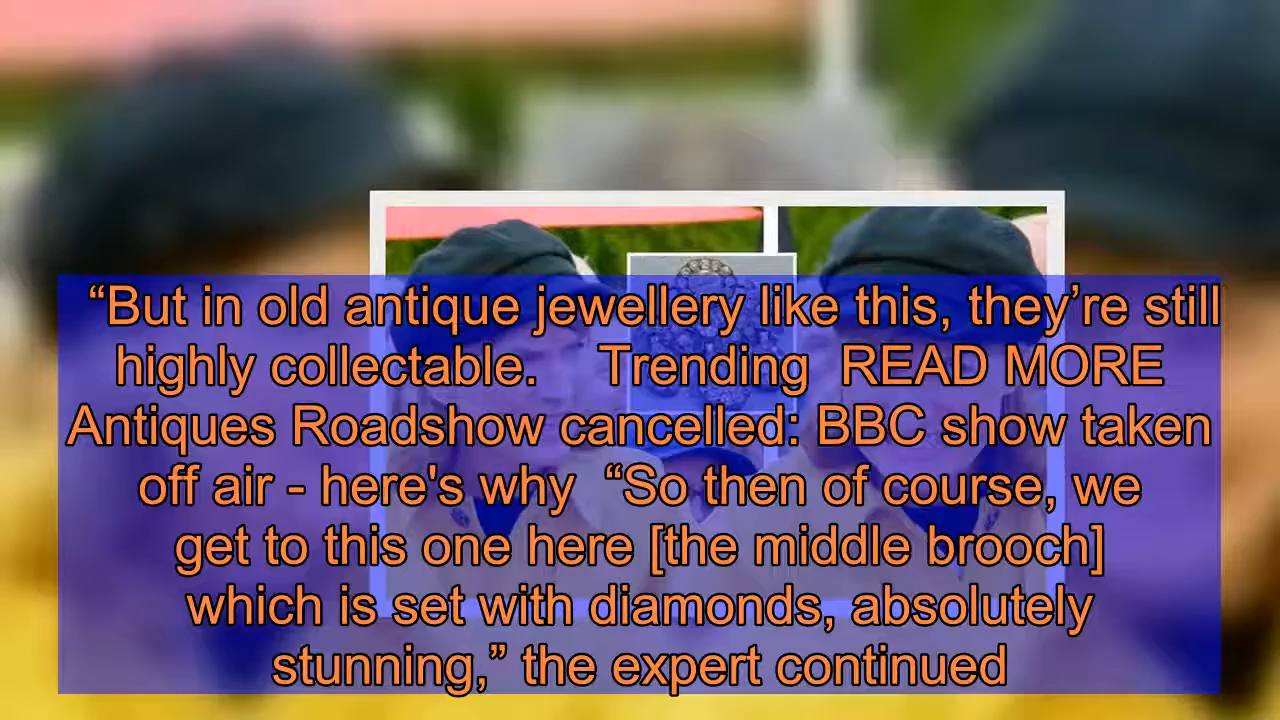 “But in old antique jewellery like this, they’re still
highly collectable. Trending READ MORE
Antiques Roadshow cancelled: BBC show taken
off air - here's why “So then of course, we
get to this one here [the middle brooch]
which is set with diamonds, absolutely
stunning,” the expert continued